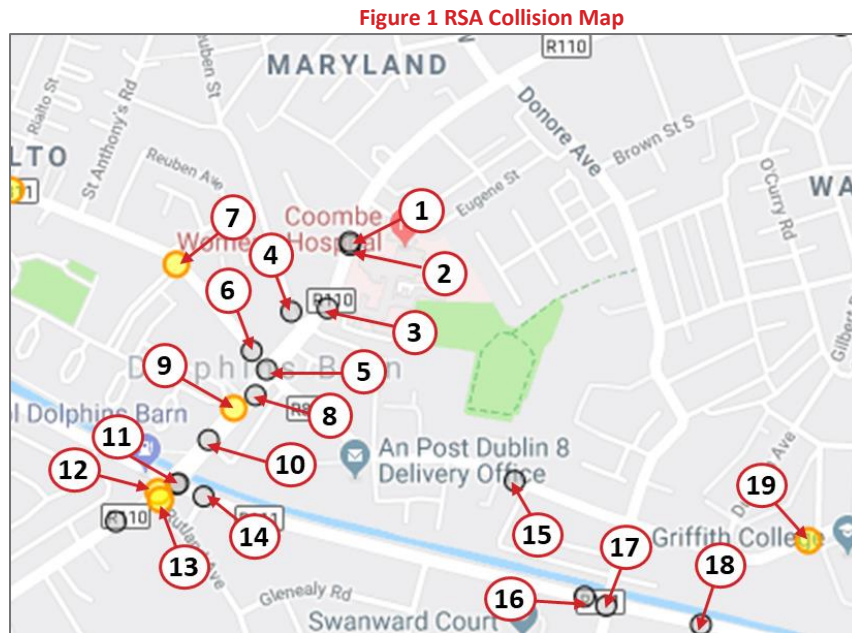 Figure 1 RSA Collision Map
R110
MARYLAND
Reuben St
Rialto St
St Anthony's Rd
Donore Ave
Brown St S
LTO
Reuben Ave
O'Curry Rd
WA
Eugene St
7
Coombe
Women
Hospital
1
4
2
6
R110
3
Gilbert
9
Dolphins Barn
5
8
ol Dolphins Barn
11
10
An Post Dublin 8
Delivery Office
12
19
R110
Rutland Ave
14
15
Griffith College
13
17
18
Glenealy Rd
16
Swanward Court